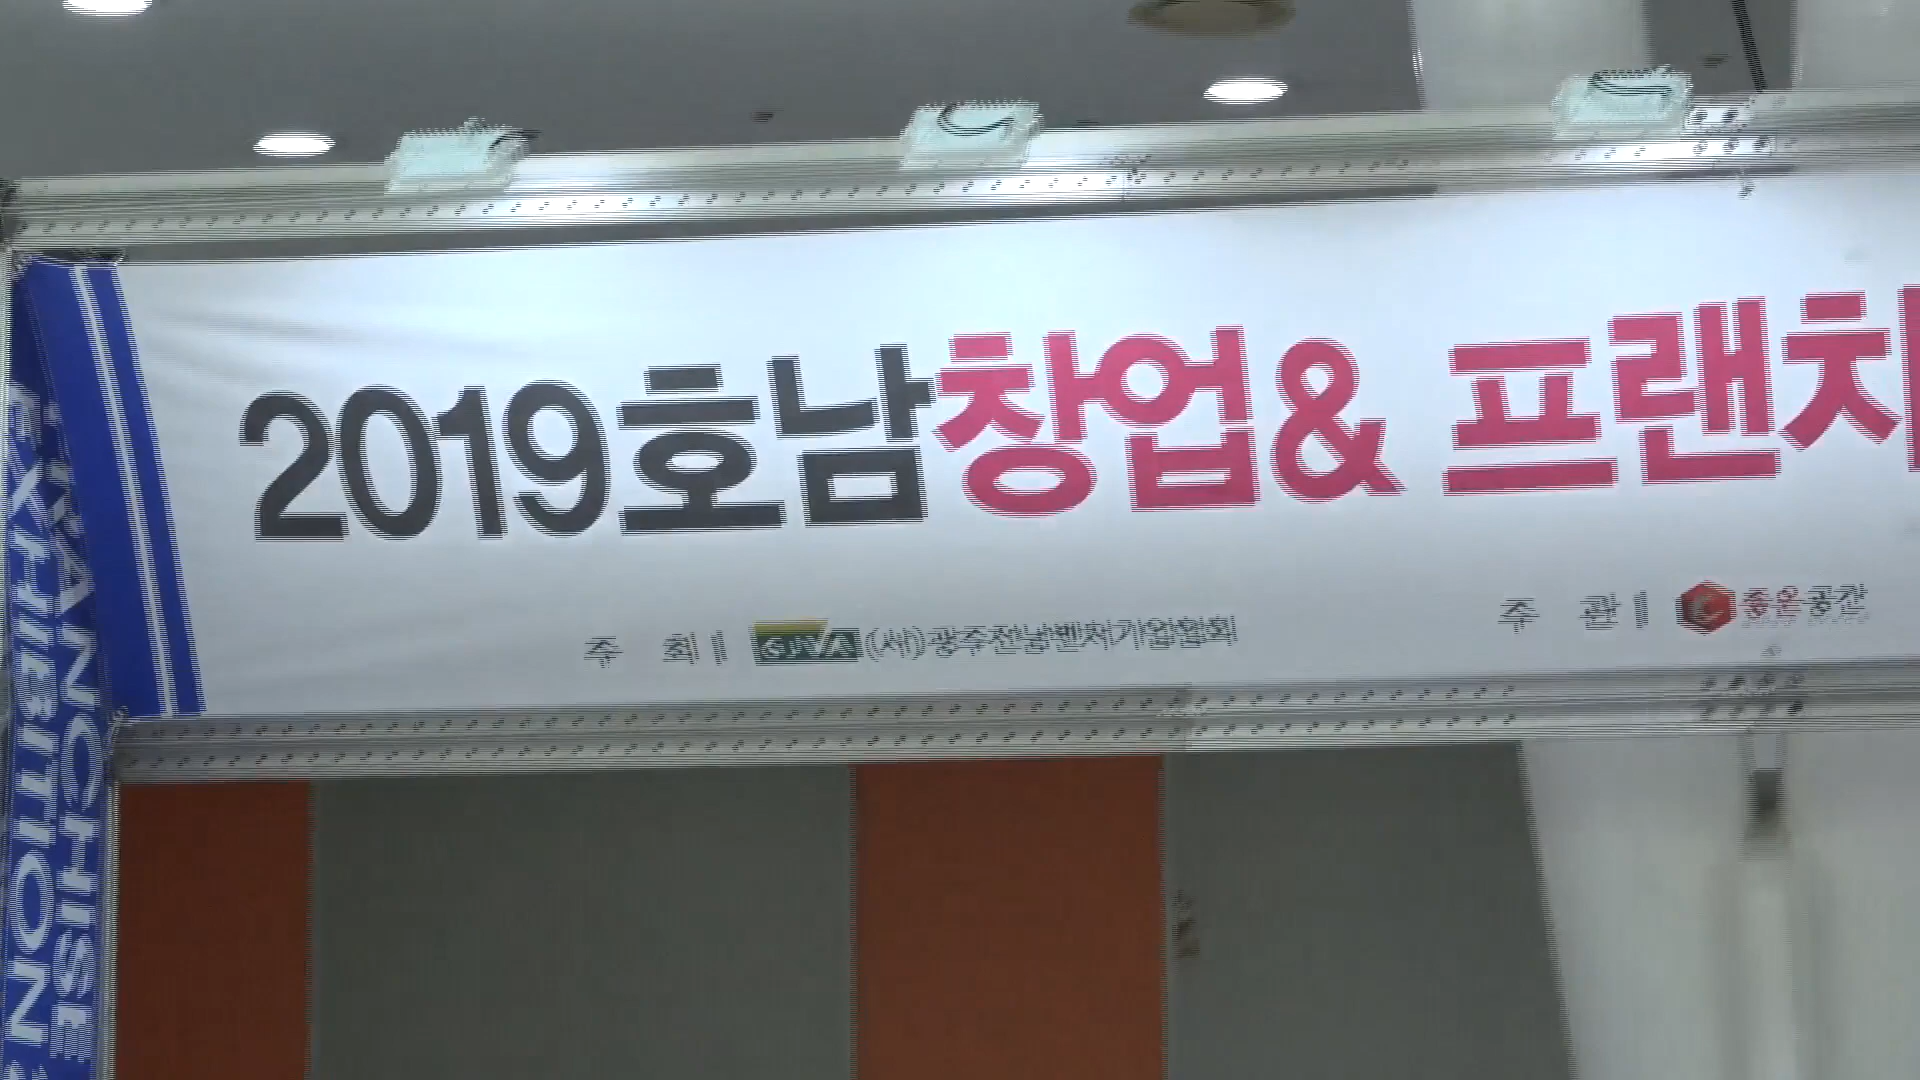 2019호남창업& 프랜차
주 최 | GJVA (사)광주전남벤처기업협회
주 관 | 좋은공간
EXHIBITION
FRANCHISE